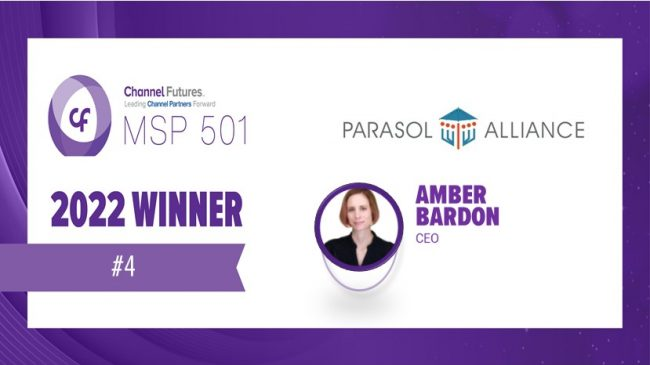 cf
Channel Futures.
Leading Channel Partners Forward
MSP 501
PARASOL ALLIANCE
2022 WINNER
#4
AMBER
BARDON
CEO